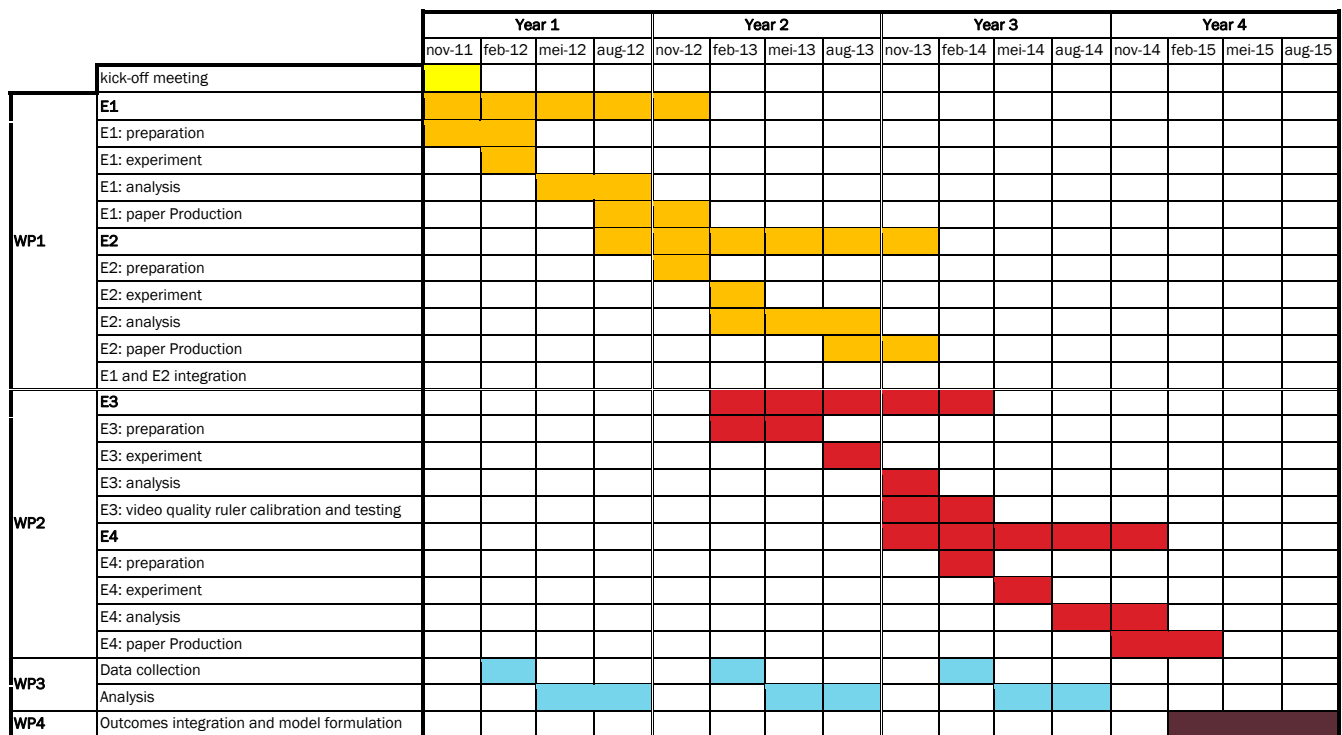 Year 1 Year 2 Year 3 Year 4
nov-11 feb-12 mei-12 aug-12 nov-12 feb-13 mei-13 aug-13 nov-13 feb-14 mei-14 aug-14 nov-14 feb-15 mei-15 aug-15
kick-off meeting
E1
E1: preparation
E1: experiment
E1: analysis
E1: paper Production
WP1 E2
E2: preparation
E2: experiment
E2: analysis
E2: paper Production
E1 and E2 integration
E3
E3: preparation
E3: experiment
E3: analysis
E3: video quality ruler calibration and testing
WP2 E4
E4: preparation
E4: experiment
E4: analysis
E4: paper Production
WP3 Data collection
Analysis
WP4 Outcomes integration and model formulation